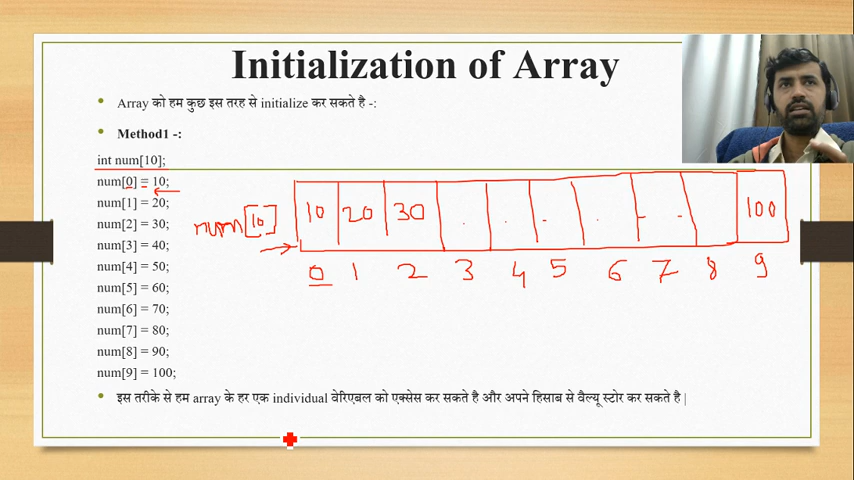 Initialization of Array
Array को हम कुछ इस तरह से initialize कर सकते है -:
Method1 -:
int num[10];
num[0] = 10;
num[1] = 20;
num[2] = 30;
num[3] = 40;
num[4] = 50;
num[5] = 60;
num[6] = 70;
num[7] = 80;
num[8] = 90;
num[9] = 100;
num[10] 10 20 30 . . . . - . 100
0 1 2 3 4 5 6 7 8 9
इस तरीके से हम array के हर एक individual वेरिएबल को एक्सेस कर सकते है और अपने हिसाब से वैल्यू स्टोर कर सकते है |